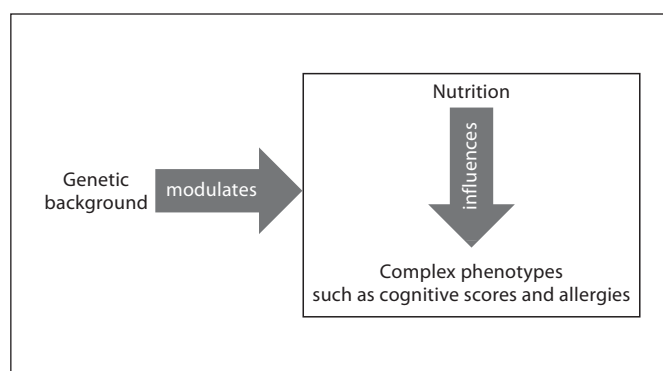 Nutrition
influences
Genetic
background
modulates
Complex phenotypes
such as cognitive scores and allergies